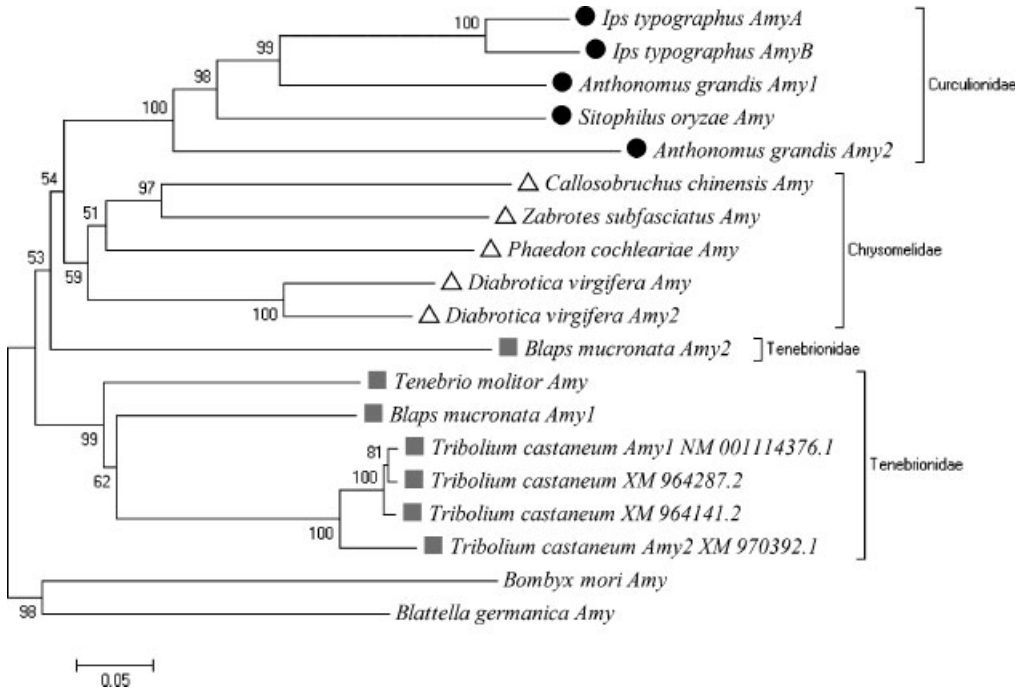 100
Ips typographus AmyA
99
Ips typographus AmyB
98
Anthonomus grandis Amy1
Curculionidae
100
Sitophilus oryzae Amy
Anthonomus grandis Amy2
54
97
Callosobruchus chinensis Amy
51
Zabrotes subfasciatus Amy
53
59
Phaedon cochleariae Amy
Chrysomelidae
Diabrotica virgifera Amy
100
Diabrotica virgifera Amy2
Blaps mucronata Amy2
Tenebrionidae
Tenebrio molitor Amy
99
Blaps mucronata Amy1
62
81
Tribolium castaneum Amy1 NM 001114376.1
Tenebrionidae
100
Tribolium castaneum XM 964287.2
Tribolium castaneum XM 964141.2
100
Tribolium castaneum Amy2 XM 970392.1
Bombyx mori Amy
98
Blattella germanica Amy
0.05